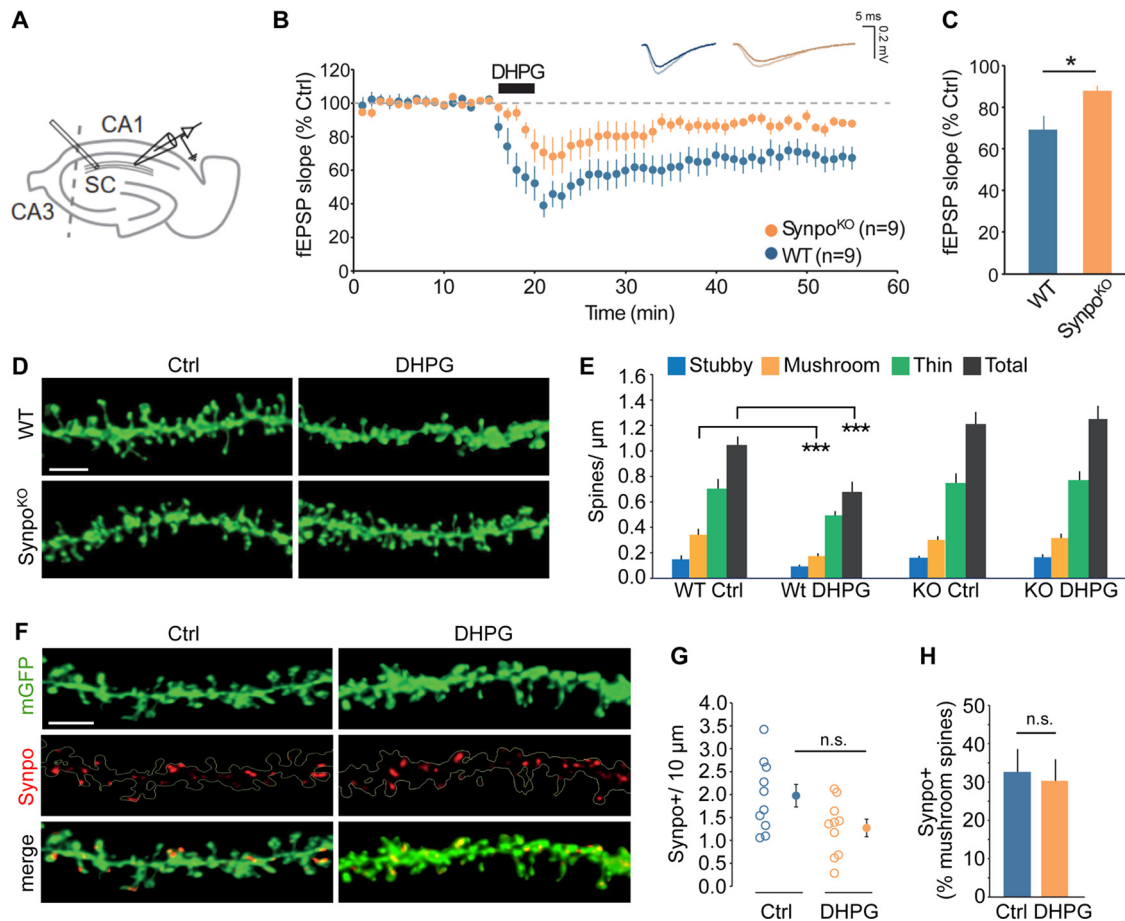 A
CA1
SC
CA3
B
5 ms
0.2 mV
DHPG
fEPSP slope (% Ctrl)
120
100
80
60
40
20
0
SynpoKO (n=9)
WT (n=9)
0 10 20 30 40 50 60
Time (min)
C
*
fEPSP slope (% Ctrl)
100
80
60
40
20
0
WT
SynpoKO
D
Ctrl DHPG
WT
SynpoKO
E
Stubby Mushroom Thin Total
Spines/ μm
1.6
1.4
1.2
1.0
0.8
0.6
0.4
0.2
0.0
*** ***
WT Ctrl Wt DHPG KO Ctrl KO DHPG
F
Ctrl DHPG
mGFP
Synpo
merge
G
Synpo+/ 10 μm
4.0
3.5
3.0
2.5
2.0
1.5
1.0
0.5
0.0
n.s.
Ctrl DHPG
H
Synpo+
(% mushroom spines)
50
40
30
20
10
0
n.s.
Ctrl DHPG